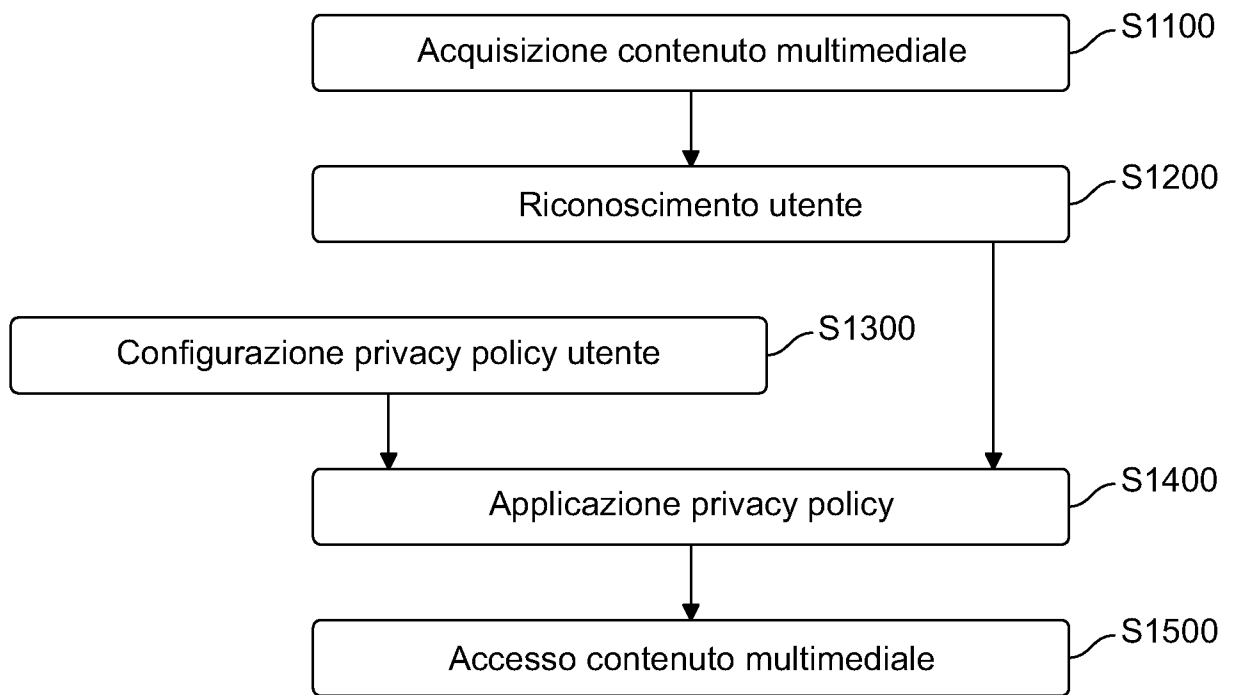 S1100
Acquisizione contenuto multimediale
S1200
Riconoscimento utente
S1300
Configurazione privacy policy utente
S1400
Applicazione privacy policy
S1500
Accesso contenuto multimediale